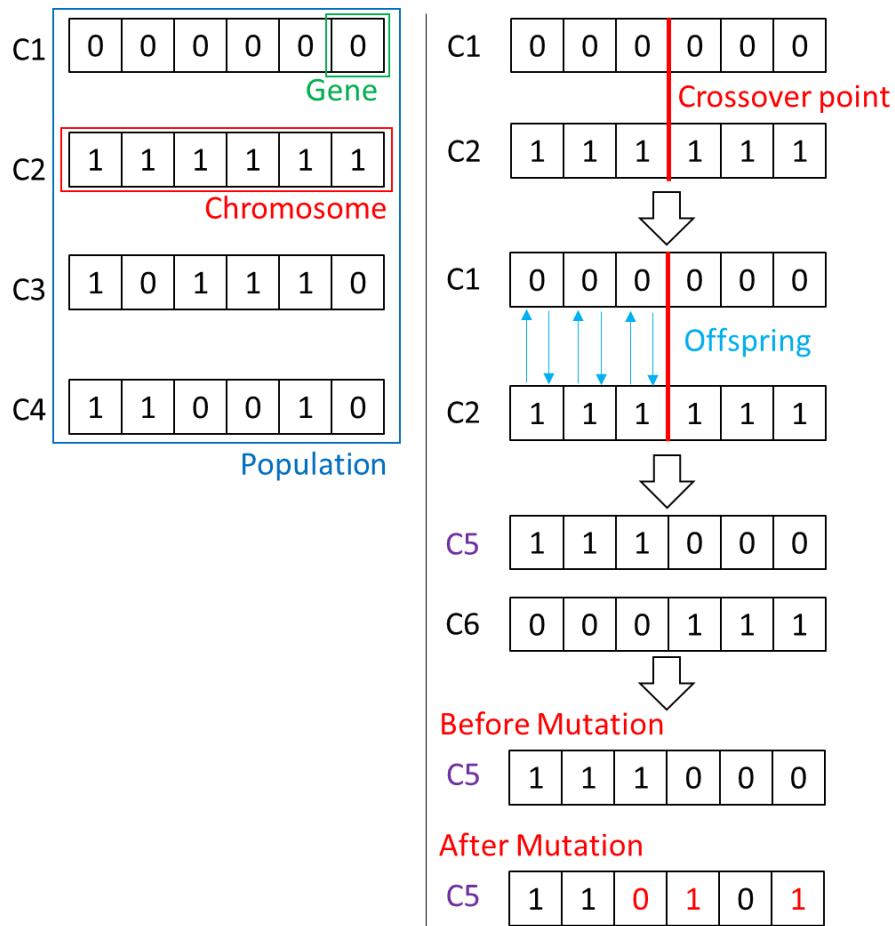 C1 0 0 0 0 0 0
Gene
C2 1 1 1 1 1 1
Chromosome
C3 1 0 1 1 1 0
C4 1 1 0 0 1 0
Population
C1 0 0 0 0 0 0
Crossover point
C2 1 1 1 1 1 1
C1 0 0 0 0 0 0
Offspring
C2 1 1 1 1 1 1
C5 1 1 1 0 0 0
C6 0 0 0 1 1 1
Before Mutation
C5 1 1 1 0 0 0
After Mutation
C5 1 1 0 1 0 1